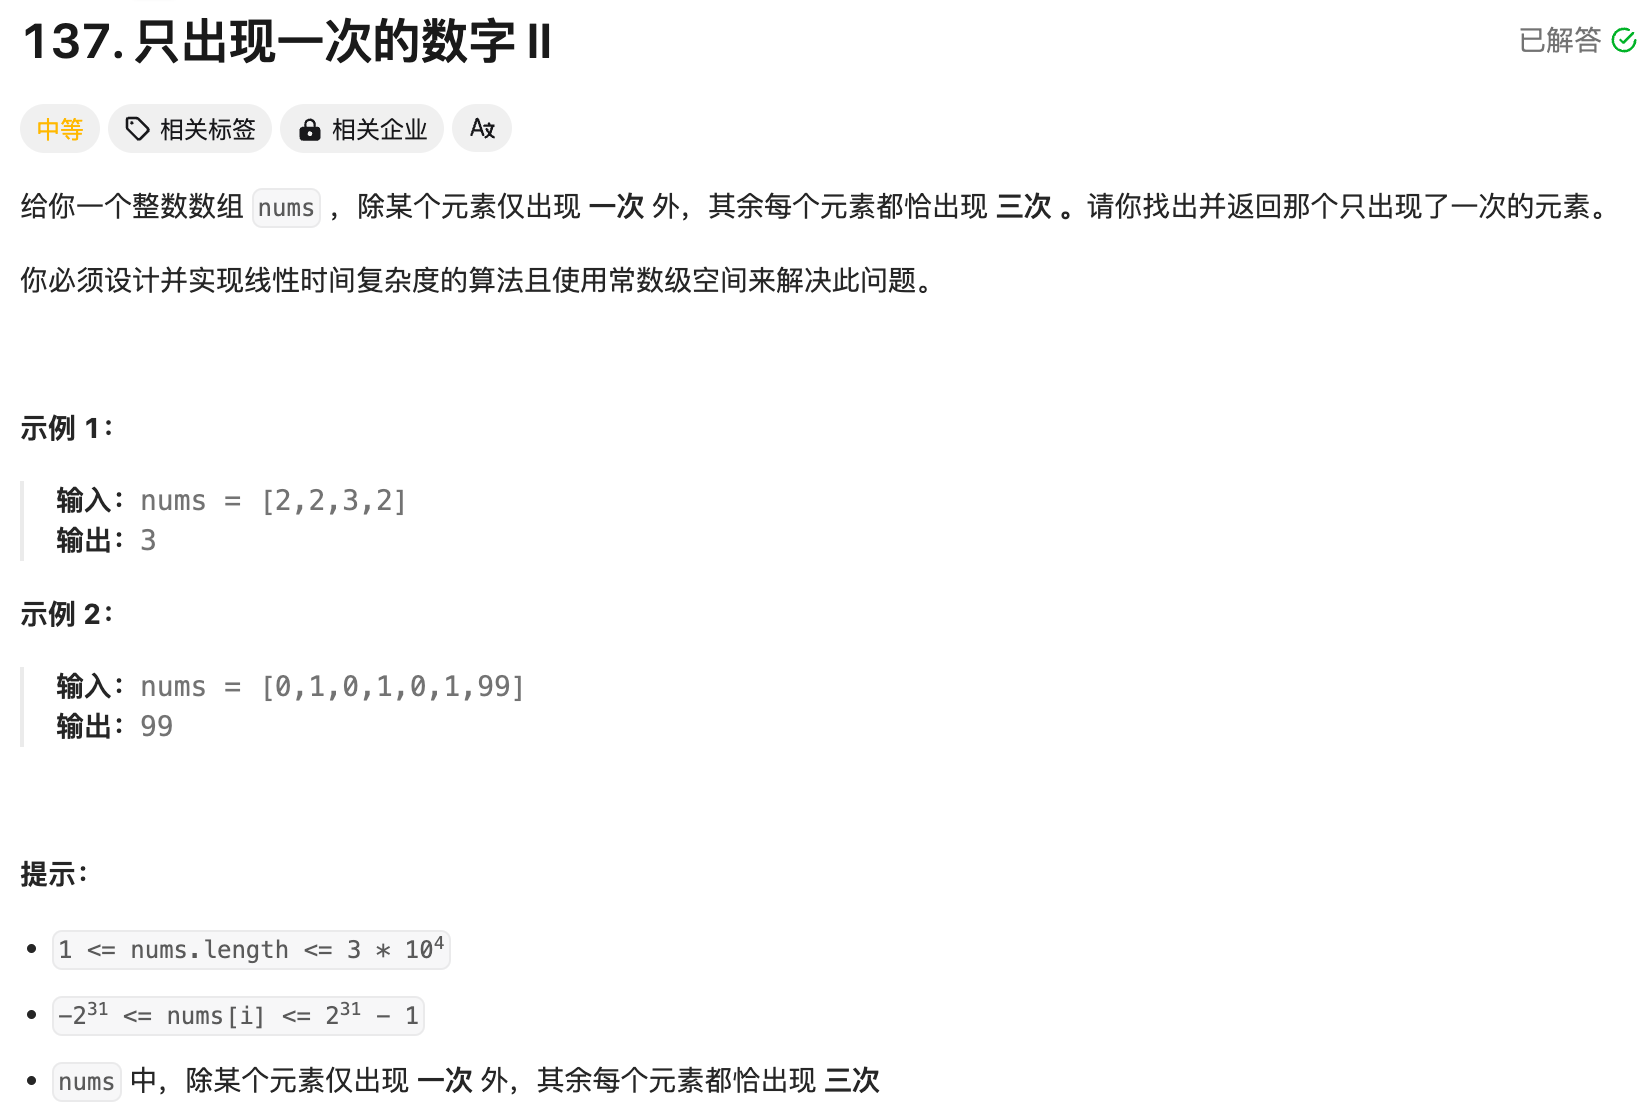 137. 只出现一次的数字 II
已解答
中等
相关标签
相关企业
A文
给你一个整数数组 nums ，除某个元素仅出现 一次 外，其余每个元素都恰出现 三次 。请你找出并返回那个只出现了一次的元素。
你必须设计并实现线性时间复杂度的算法且使用常数级空间来解决此问题。
示例 1：
输入：nums = [2,2,3,2]
输出：3
示例 2：
输入：nums = [0,1,0,1,0,1,99]
输出：99
提示：
• 1 <= nums.length <= 3 * 10⁴
• -2³¹ <= nums[i] <= 2³¹ - 1
• nums 中，除某个元素仅出现 一次 外，其余每个元素都恰出现 三次